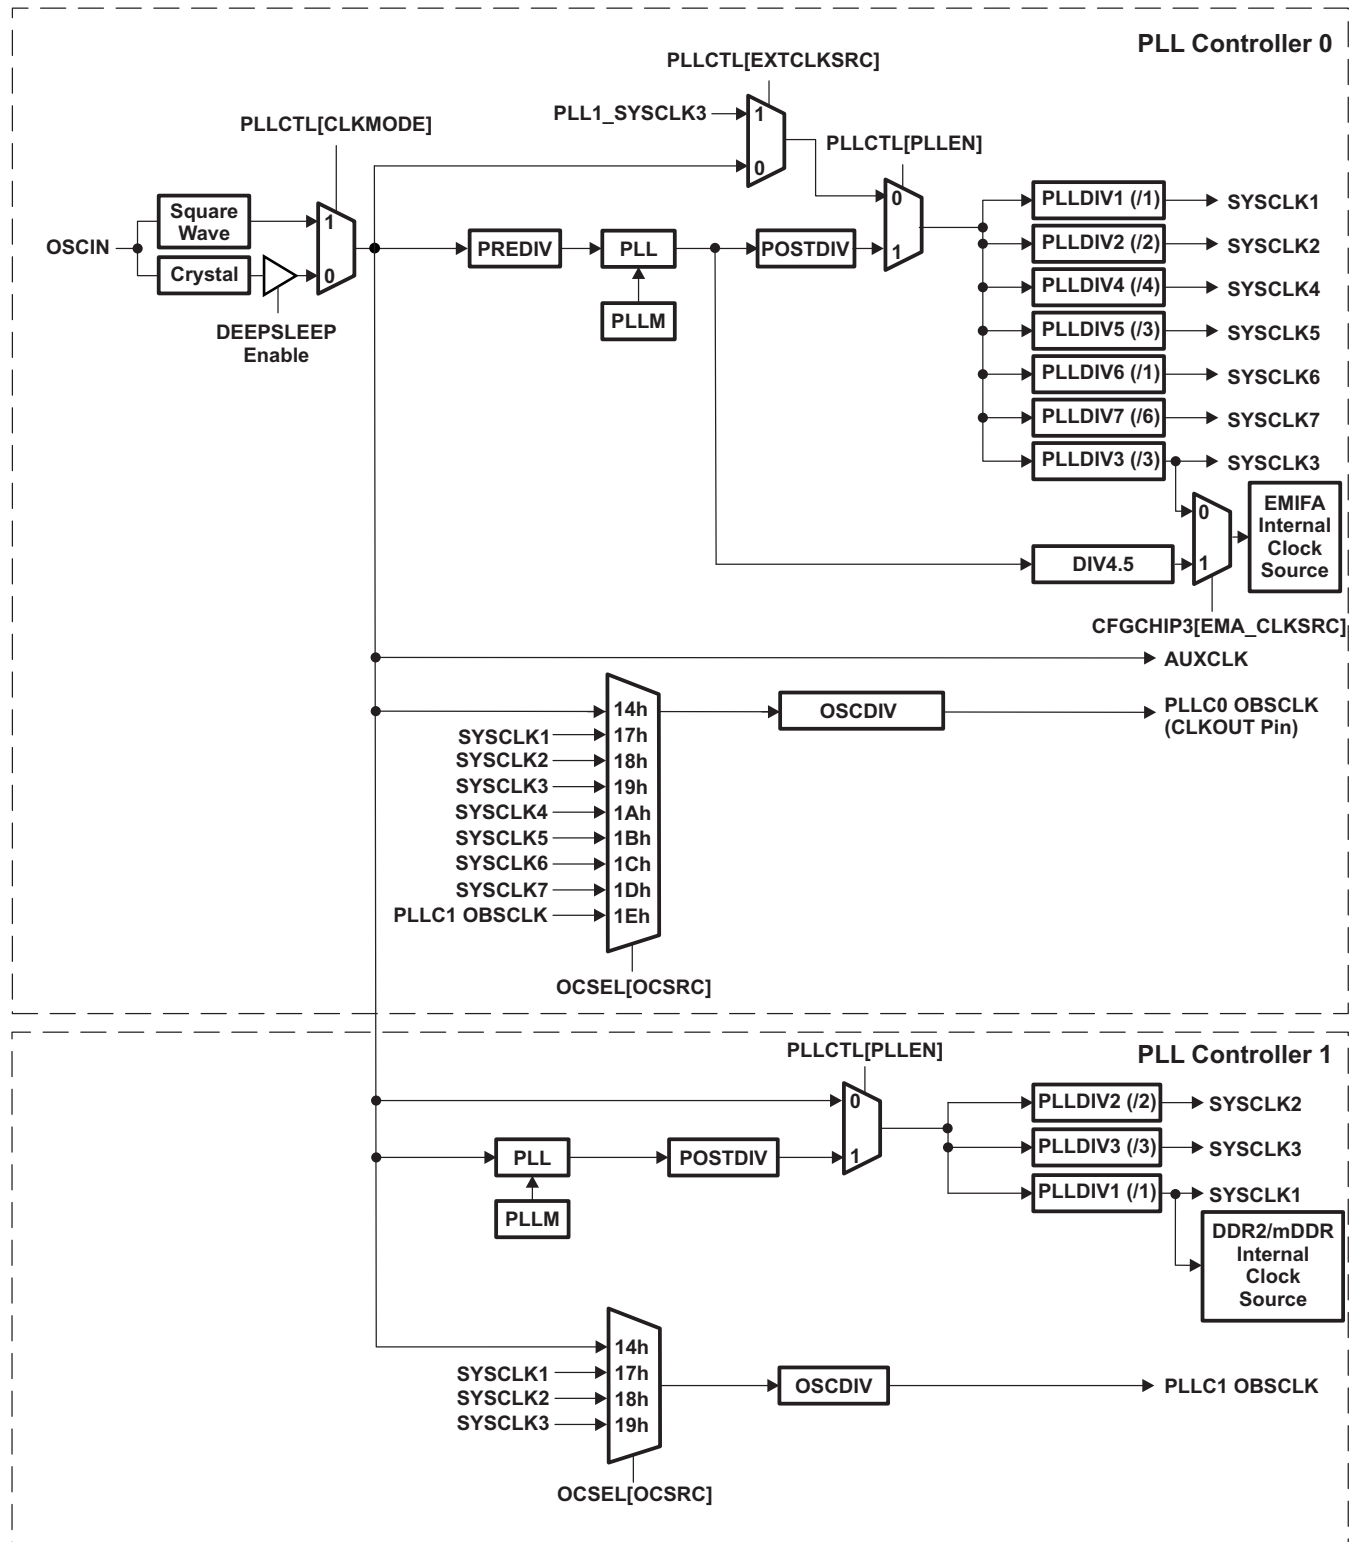 PLL Controller 0
PLLCTL[EXTCLKSRC]
PLL1_SYSCLK3
1
0
PLLCTL[CLKMODE]
PLLCTL[PLLEN]
OSCIN
Square
Wave
Crystal
1
0
DEEPSLEEP
Enable
PREDIV
PLL
PLLM
POSTDIV
0
1
PLLDIV1 (/1)
SYSCLK1
PLLDIV2 (/2)
SYSCLK2
PLLDIV4 (/4)
SYSCLK4
PLLDIV5 (/3)
SYSCLK5
PLLDIV6 (/1)
SYSCLK6
PLLDIV7 (/6)
SYSCLK7
PLLDIV3 (/3)
SYSCLK3
DIV4.5
0
1
EMIFA
Internal
Clock
Source
CFGCHIP3[EMA_CLKSRC]
AUXCLK
14h
SYSCLK1
17h
SYSCLK2
18h
SYSCLK3
19h
SYSCLK4
1Ah
SYSCLK5
1Bh
SYSCLK6
1Ch
SYSCLK7
1Dh
PLLC1 OBSCLK
1Eh
OCSEL[OCSRC]
OSCDIV
PLLC0 OBSCLK
(CLKOUT Pin)
PLL Controller 1
PLLCTL[PLLEN]
0
1
PLL
PLLM
POSTDIV
PLLDIV2 (/2)
SYSCLK2
PLLDIV3 (/3)
SYSCLK3
PLLDIV1 (/1)
SYSCLK1
DDR2/mDDR
Internal
Clock
Source
14h
SYSCLK1
17h
SYSCLK2
18h
SYSCLK3
19h
OCSEL[OCSRC]
OSCDIV
PLLC1 OBSCLK